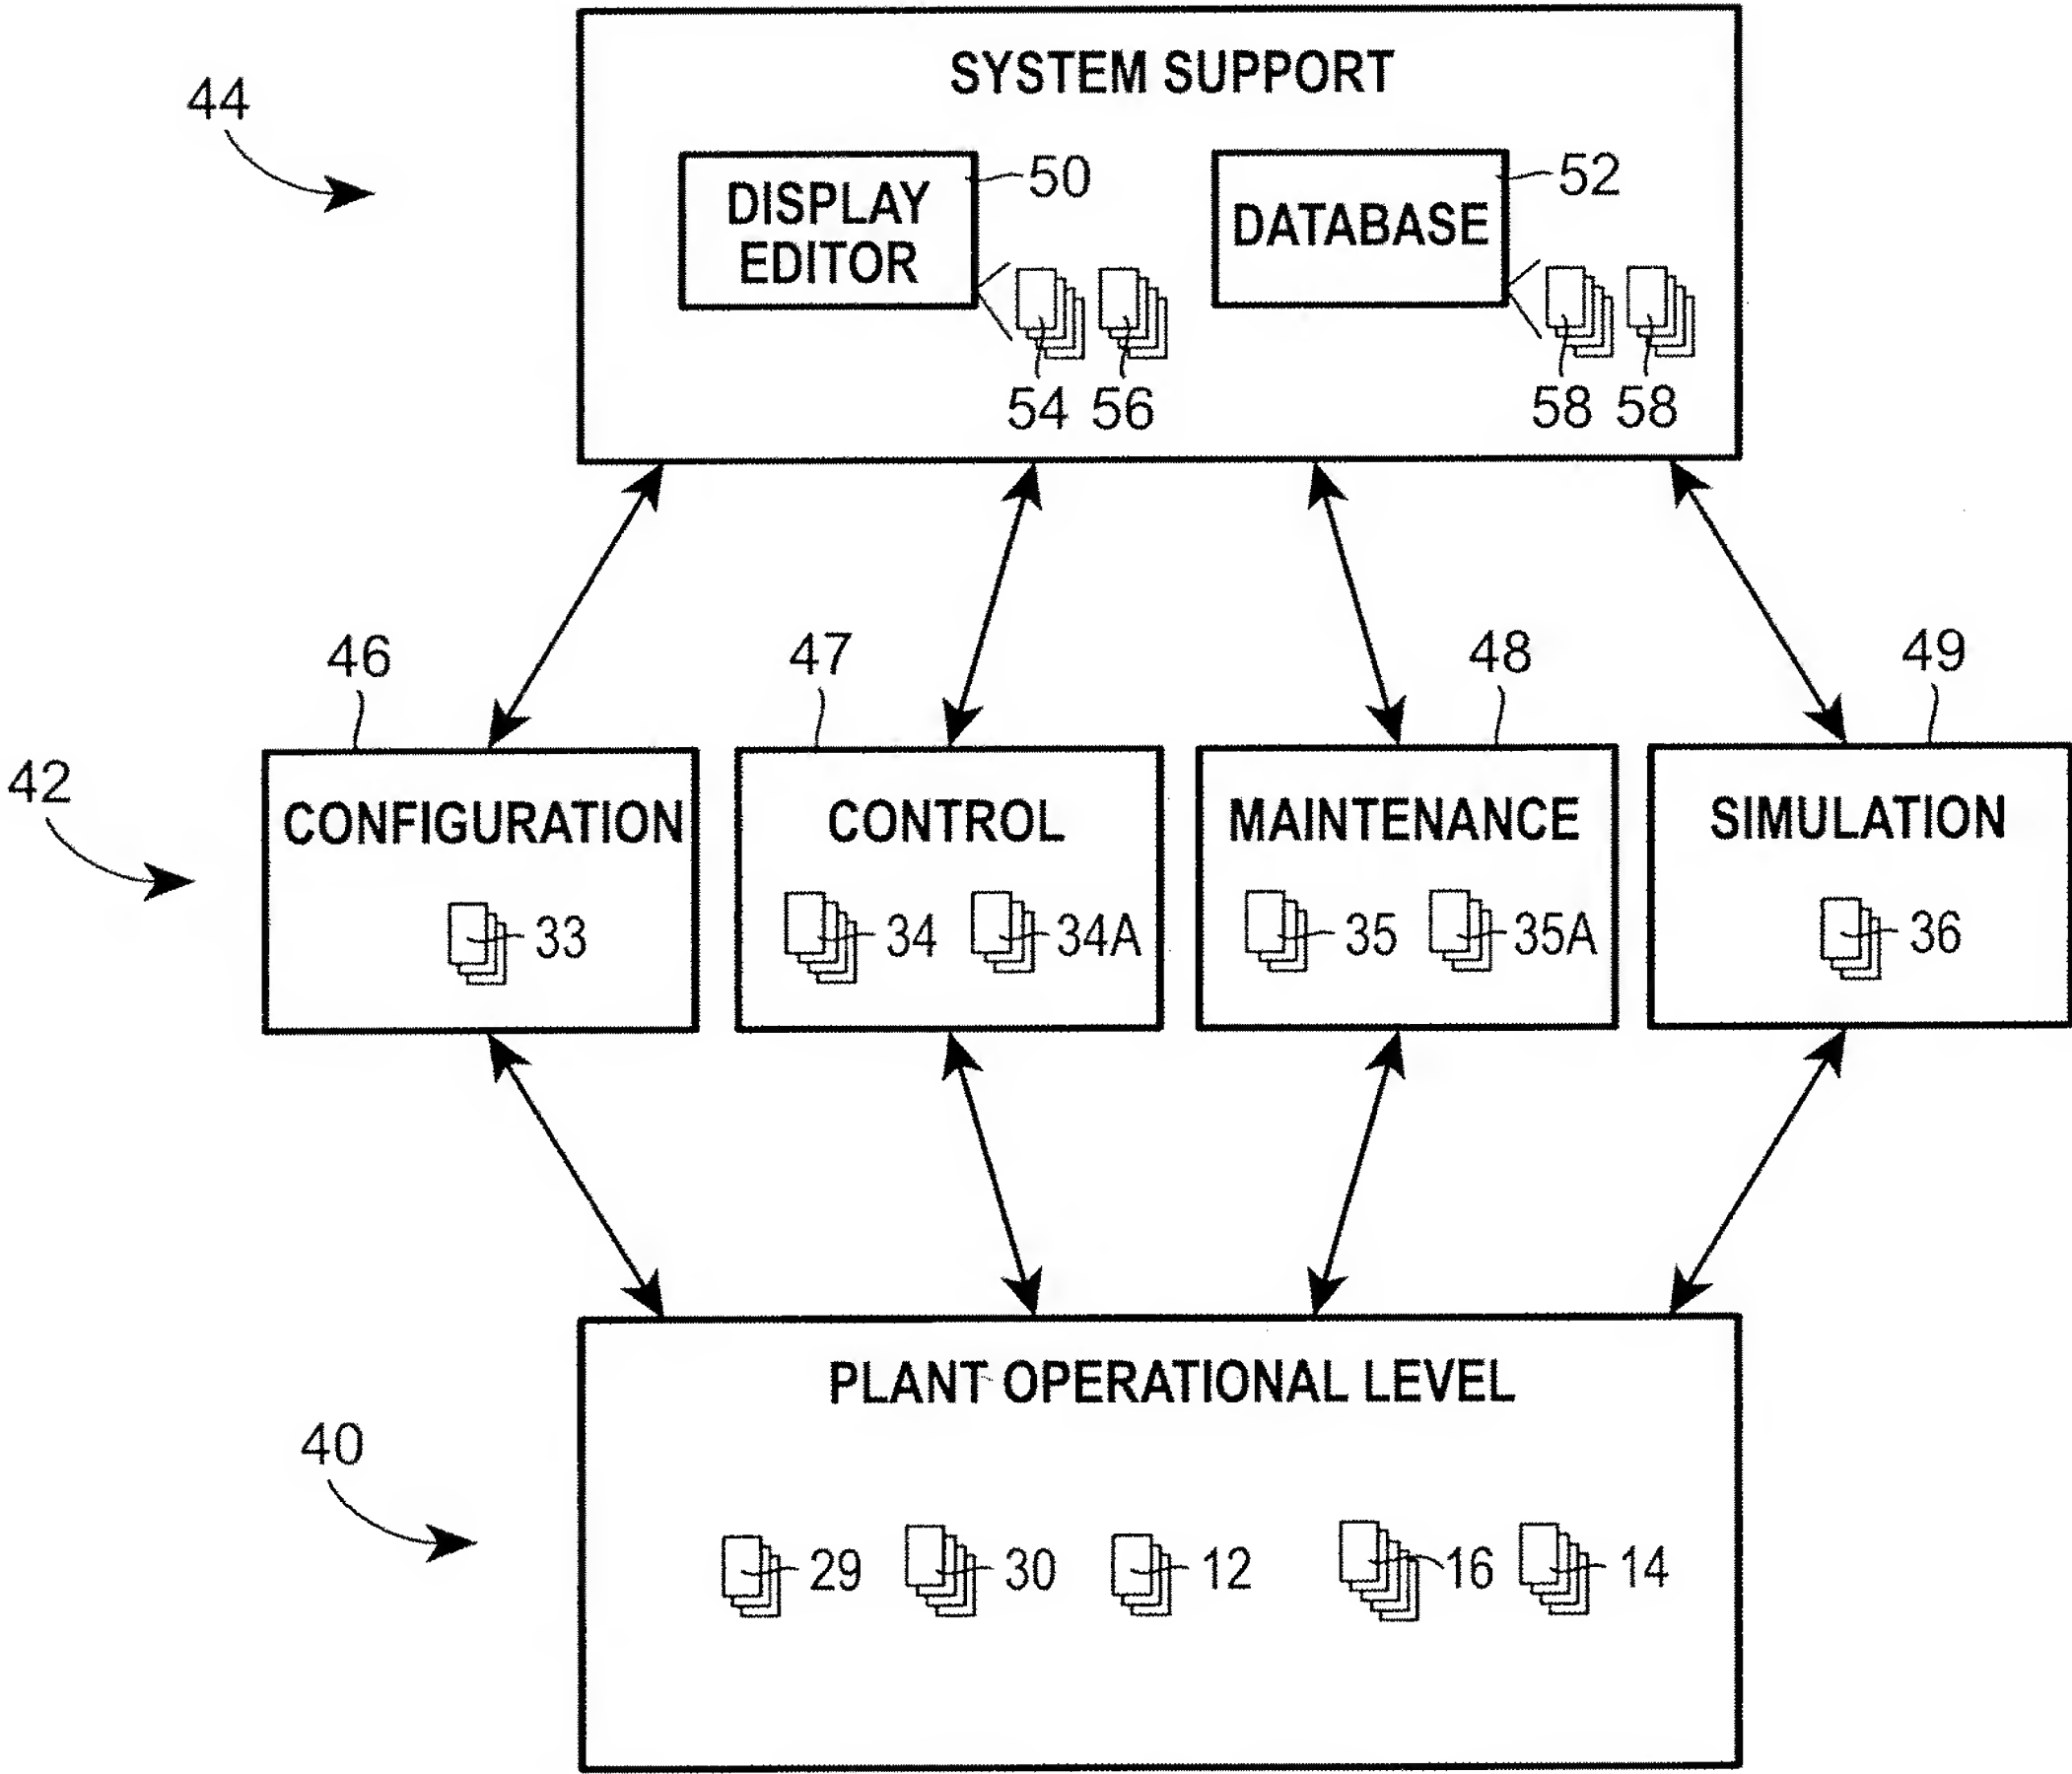 SYSTEM SUPPORT
44
DISPLAY
EDITOR
50
DATABASE
52
54 56
58 58
46
47
48
49
42
CONFIGURATION
33
CONTROL
34 34A
MAINTENANCE
35 35A
SIMULATION
36
PLANT OPERATIONAL LEVEL
40
29 30 12 16 14